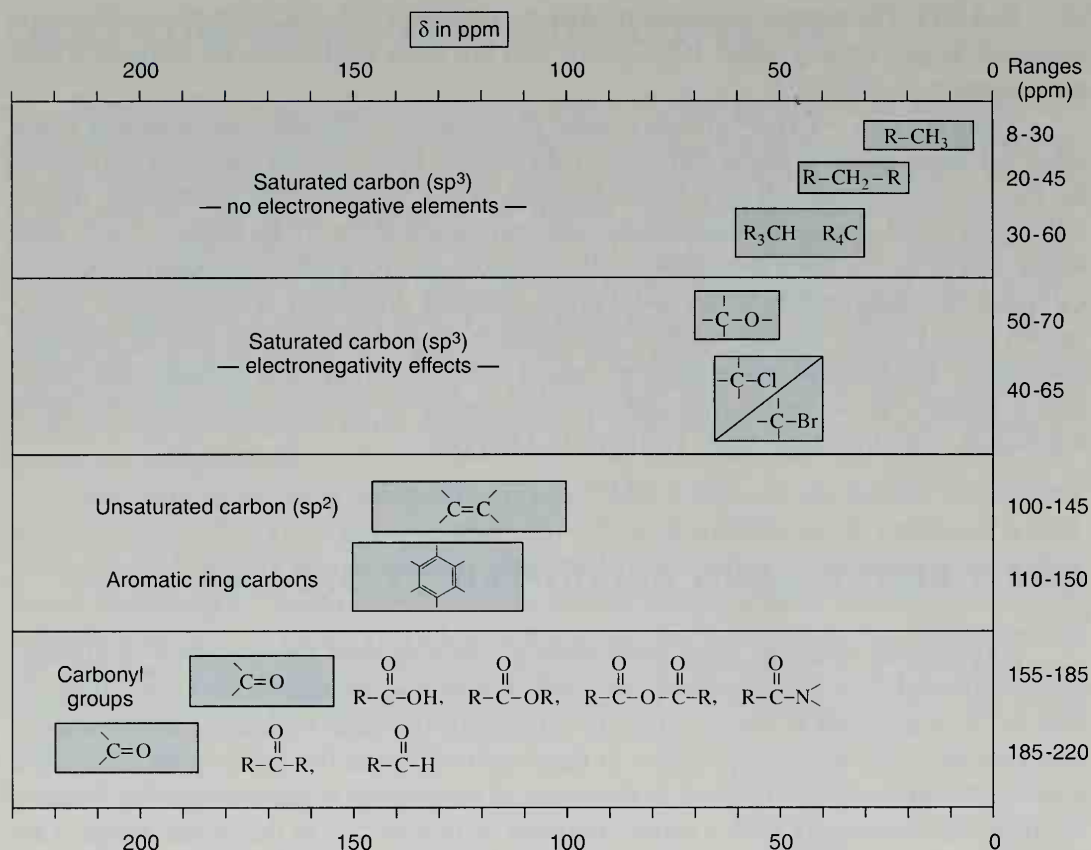 δ in ppm
200 150 100 50 0 Ranges (ppm)
R–CH₃ 8-30
Saturated carbon (sp³)
— no electronegative elements —
R–CH₂–R 20-45
R₃CH R₄C 30-60
Saturated carbon (sp³)
— electronegativity effects —
–C–O– 50-70
–C–Cl
–C–Br
40-65
Unsaturated carbon (sp²) C=C 100-145
Aromatic ring carbons 110-150
Carbonyl
groups
C=O R–C(=O)–OH, R–C(=O)–OR, R–C(=O)–O–C(=O)–R, R–C(=O)–N 155-185
C=O R–C(=O)–R, R–C(=O)–H 185-220
200 150 100 50 0